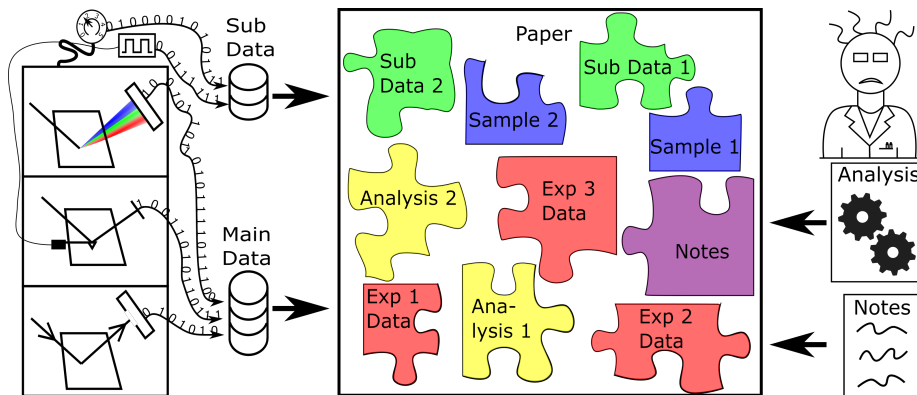 Sub
Data
Main
Data
Paper
Sub
Data 2
Sample 2
Sub Data 1
Sample 1
Analysis 2
Exp 3
Data
Notes
Exp 1
Data
Ana-
lysis 1
Exp 2
Data
Analysis
Notes